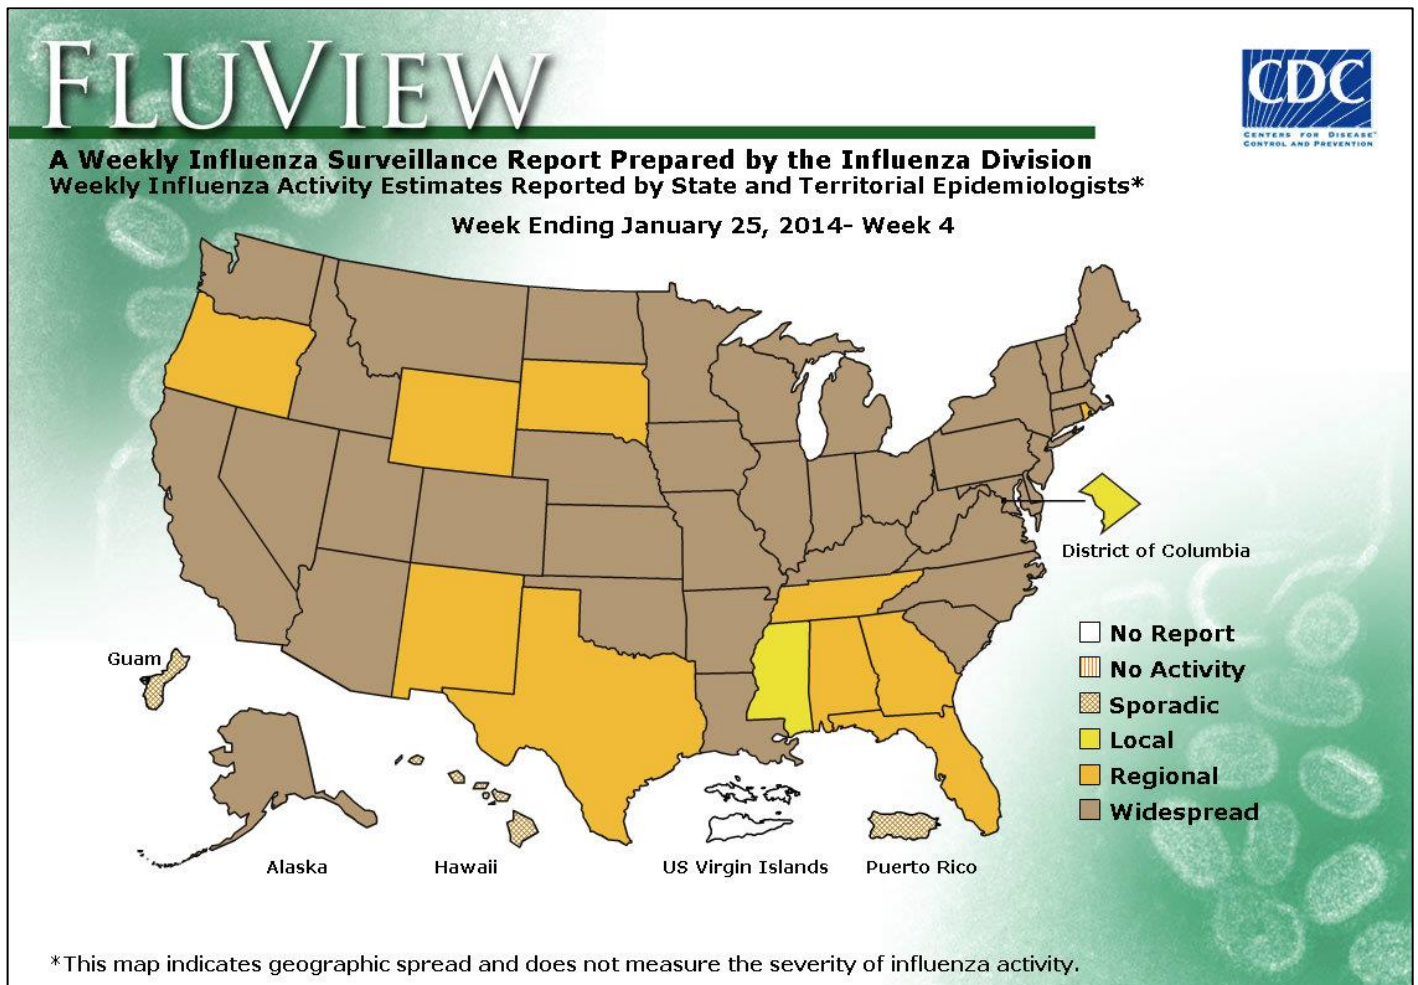 FLUVIEW
CDC
CENTERS FOR DISEASE™
CONTROL AND PREVENTION
A Weekly Influenza Surveillance Report Prepared by the Influenza Division
Weekly Influenza Activity Estimates Reported by State and Territorial Epidemiologists*
Week Ending January 25, 2014- Week 4
District of Columbia
No Report
No Activity
Sporadic
Local
Regional
Widespread
Guam
Alaska
Hawaii
US Virgin Islands
Puerto Rico
*This map indicates geographic spread and does not measure the severity of influenza activity.